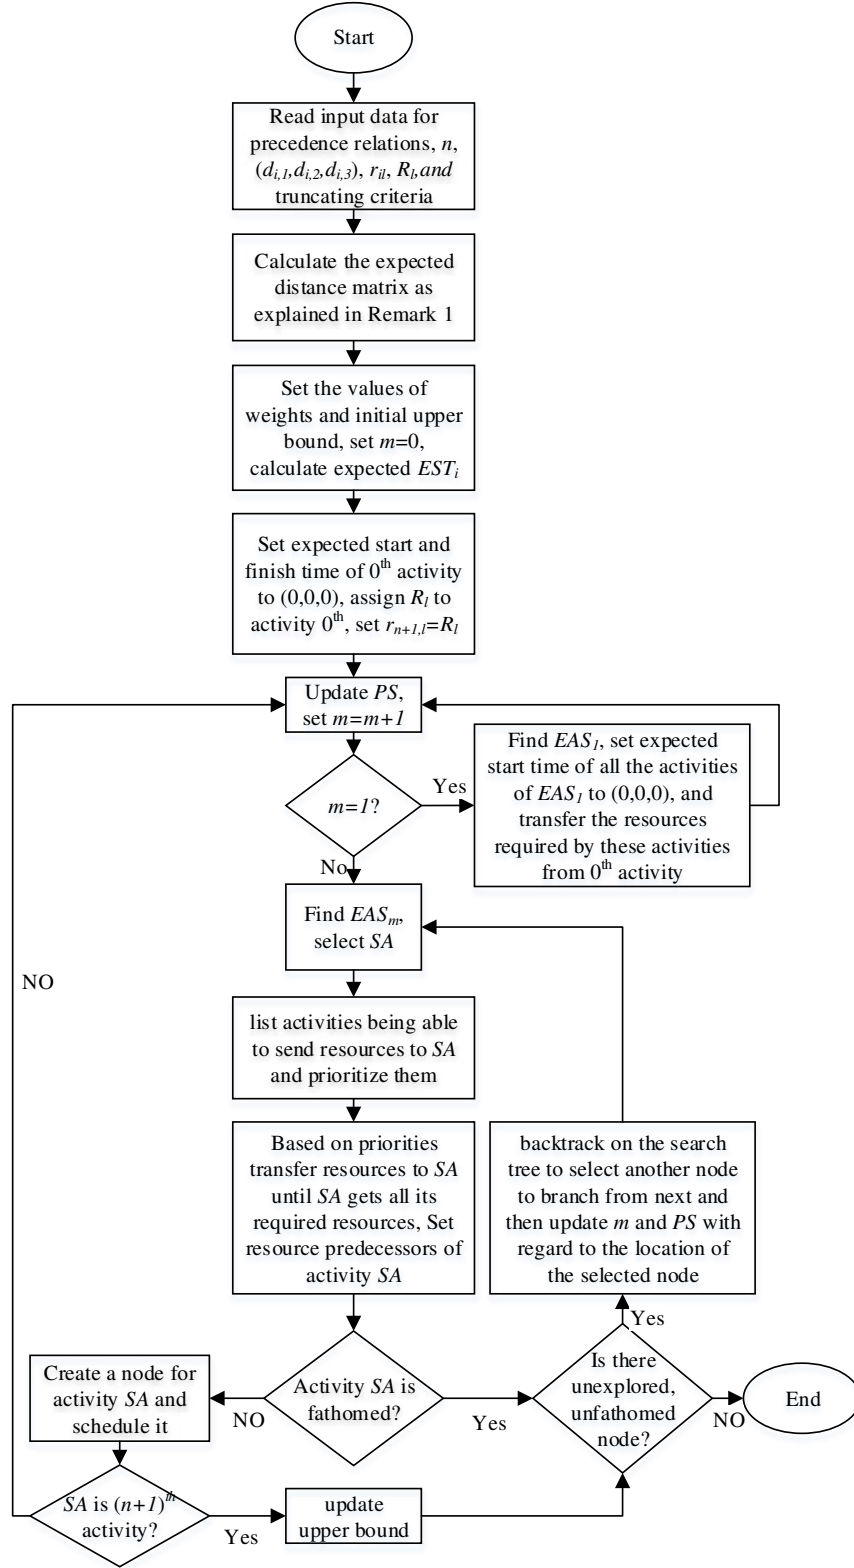 Start
Read input data for
precedence relations, n,
(d_{i,1},d_{i,2},d_{i,3}), r_{il}, R_l,and
truncating criteria
Calculate the expected
distance matrix as
explained in Remark 1
Set the values of
weights and initial upper
bound, set m=0,
calculate expected EST_i
Set expected start and
finish time of 0^{th} activity
to (0,0,0), assign R_l to
activity 0^{th}, set r_{n+1,l}=R_l
Update PS,
set m=m+1
m=1?
Yes
Find EAS_1, set expected
start time of all the activities
of EAS_1 to (0,0,0), and
transfer the resources
required by these activities
from 0^{th} activity
No
Find EAS_m,
select SA
NO
list activities being able
to send resources to SA
and prioritize them
Based on priorities
transfer resources to SA
until SA gets all its
required resources, Set
resource predecessors of
activity SA
backtrack on the search
tree to select another node
to branch from next and
then update m and PS with
regard to the location of
the selected node
Yes
Create a node for
activity SA and
schedule it
NO
Activity SA is
fathomed?
Yes
Is there
unexplored,
unfathomed
node?
NO
End
SA is (n+1)^{th}
activity?
Yes
update
upper bound